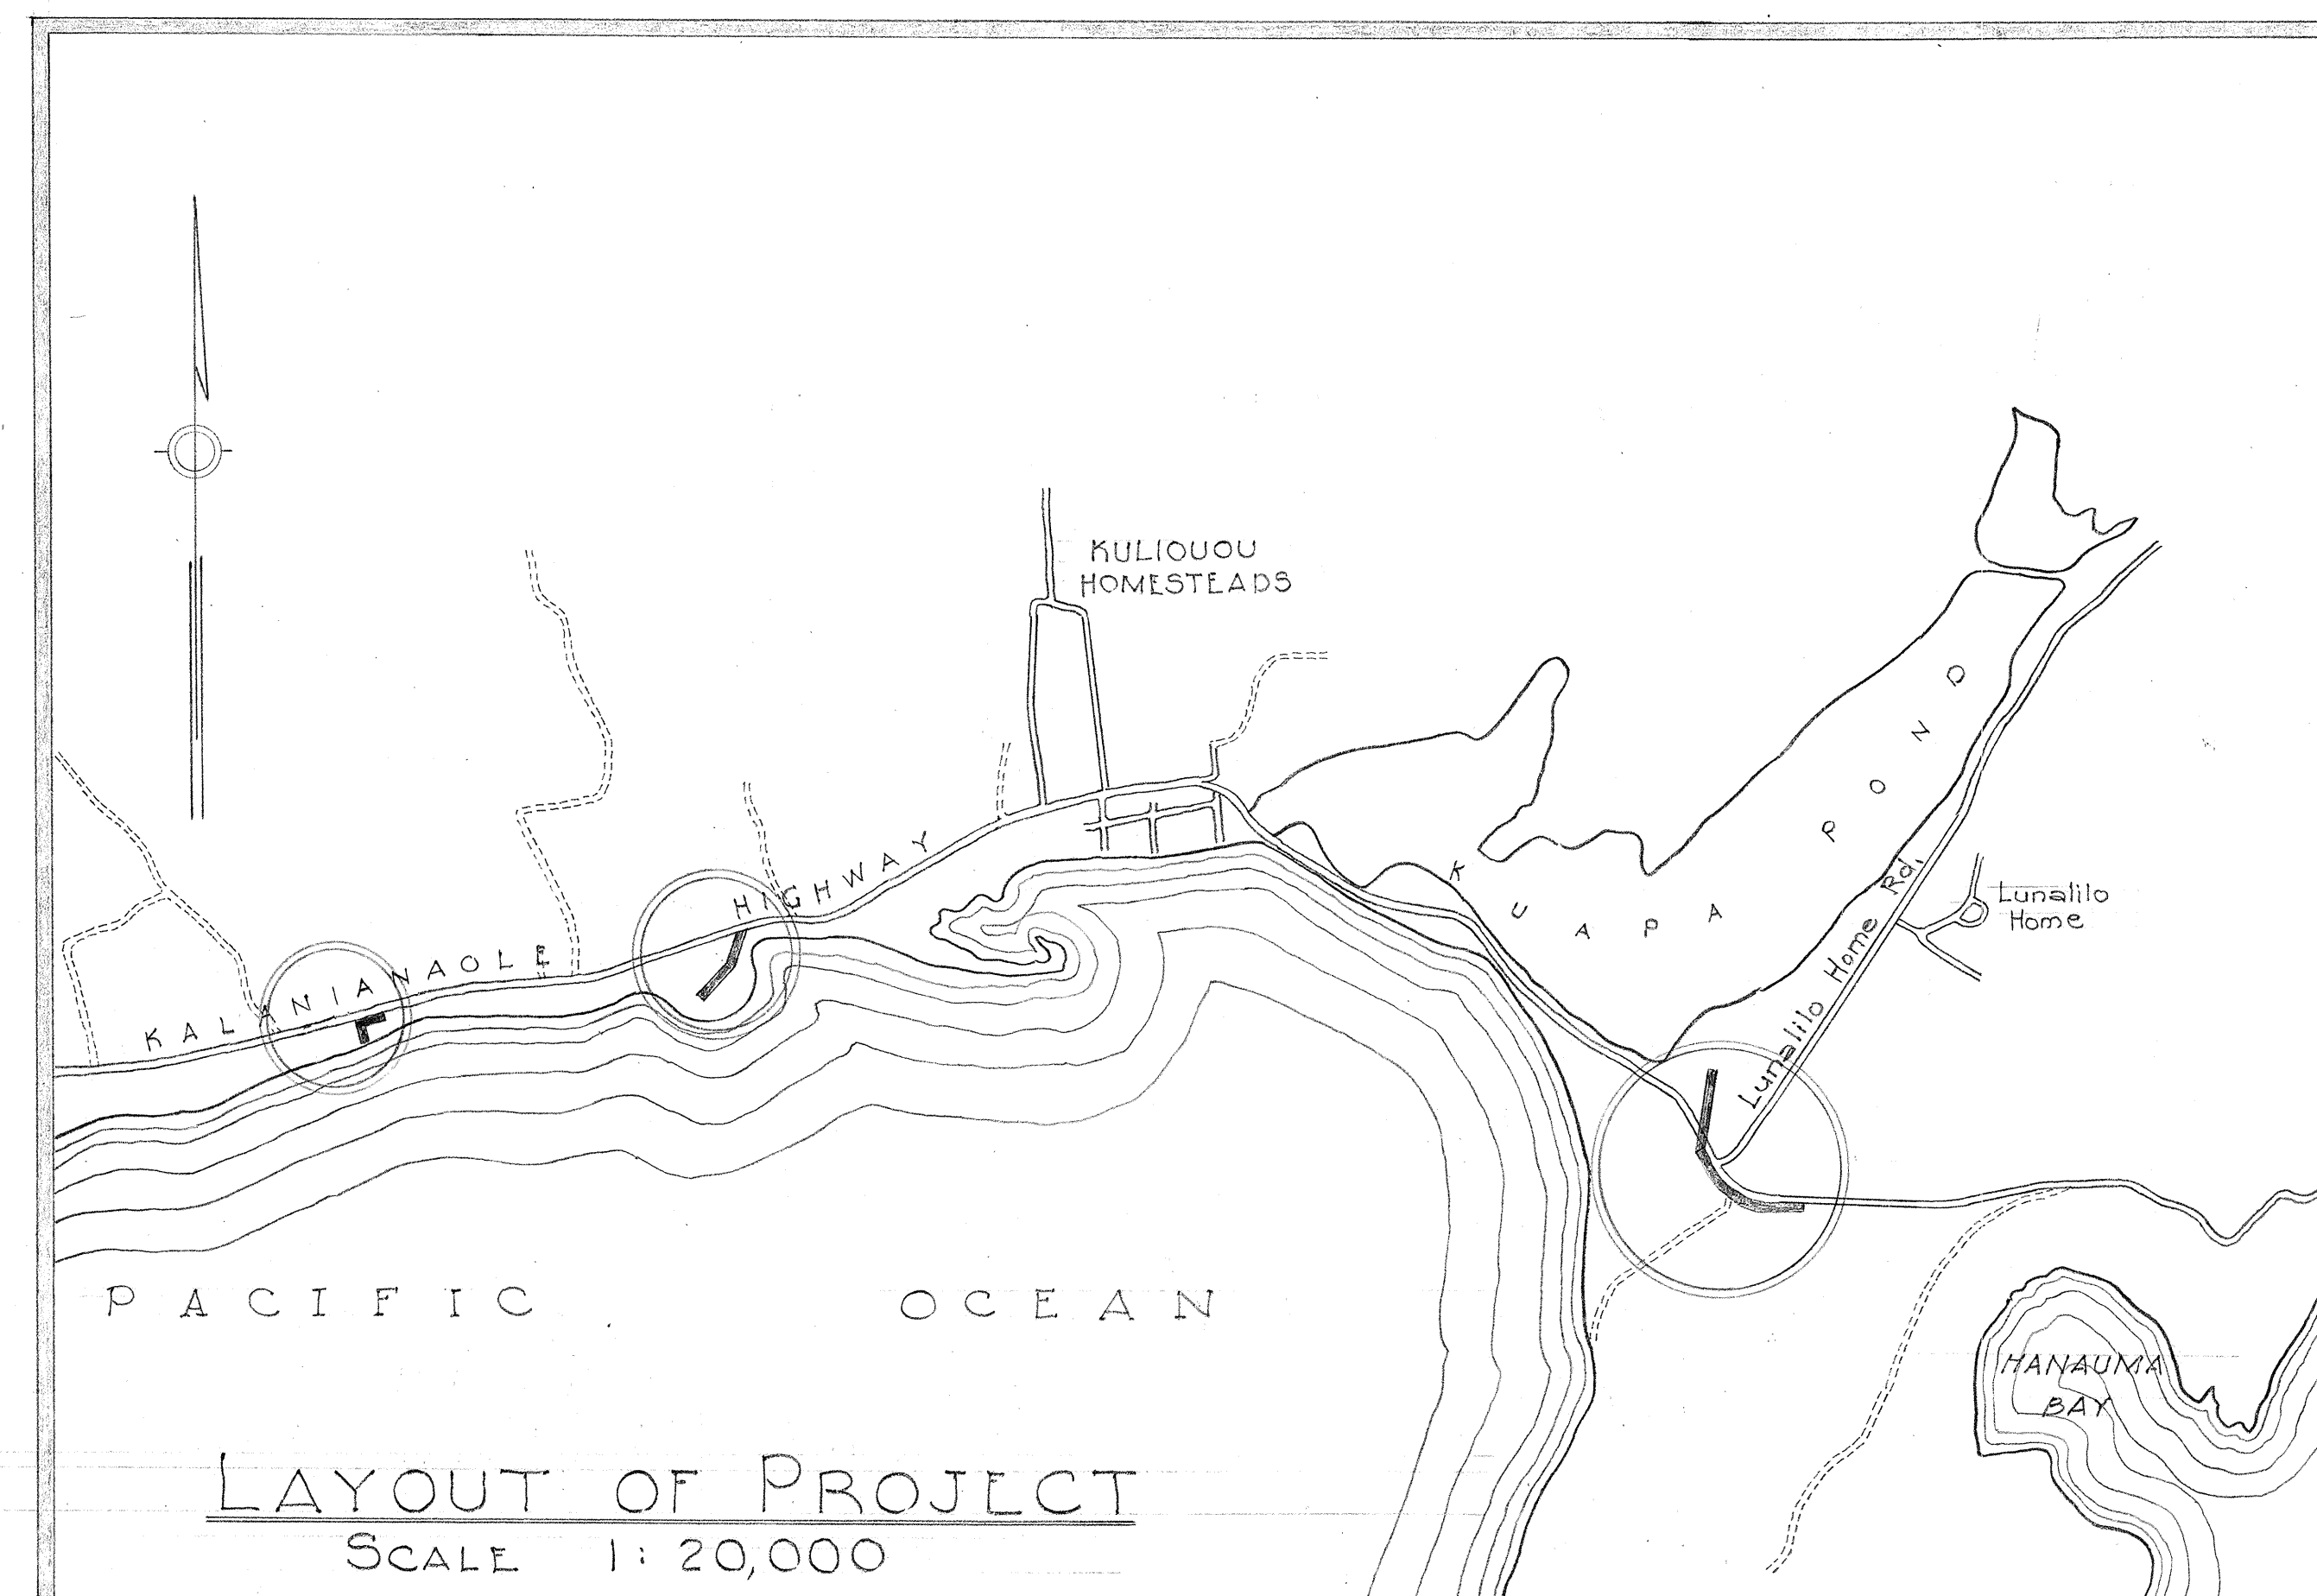 KULIOUOU
HOMESTEADS
KALANIANAOLE HIGHWAY
KUAPA POND
Lunalilo Home Rd.
Lunalilo
Home
PACIFIC OCEAN
HANAUMA
BAY
LAYOUT OF PROJECT
SCALE 1:20,000